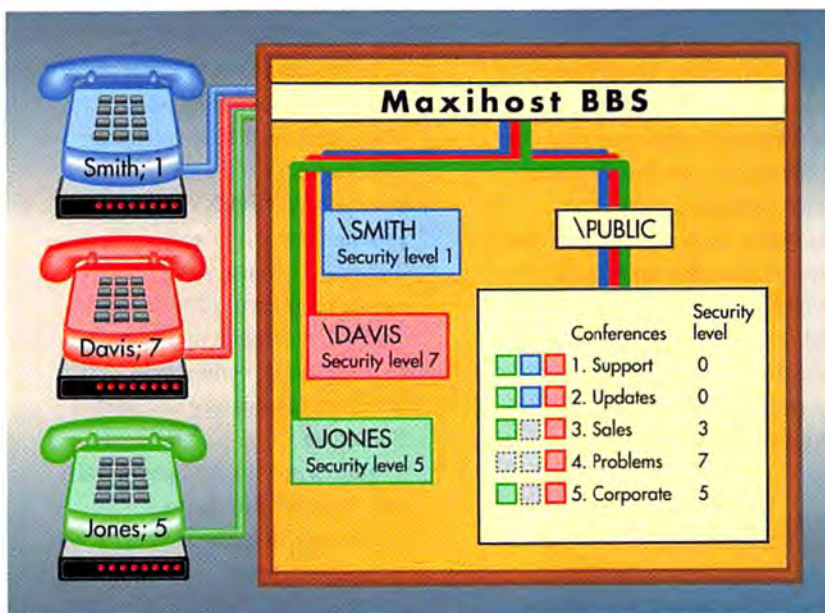 Maxihost BBS
Smith; 1
Davis; 7
Jones; 5
\SMITH
Security level 1
\DAVIS
Security level 7
\JONES
Security level 5
\PUBLIC
Conferences Security level
1. Support 0
2. Updates 0
3. Sales 3
4. Problems 7
5. Corporate 5